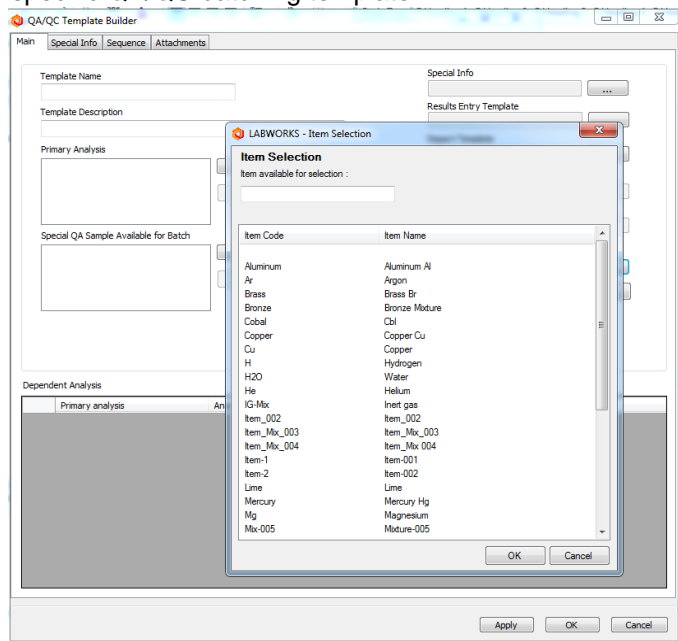 QA/QC Template Builder
Main Special Info Sequence Attachments
Template Name
Special Info
...
Template Description
Results Entry Template
Primary Analysis
Special QA Sample Available for Batch
LABWORKS - Item Selection
Item Selection
Item available for selection :
Item Code Item Name
Aluminum Aluminum Al
Ar Argon
Brass Brass Br
Bronze Bronze Mixture
Cobal Cbl
Copper Copper Cu
Cu Copper
H Hydrogen
H2O Water
He Helium
IG-Mix Inert gas
Item_002 Item_002
Item_Mix_003 Item_Mix_003
Item_Mix_004 Item_Mix 004
Item-1 Item-001
Item-2 Item-002
Lime Lime
Mercury Mercury Hg
Mg Magnesium
Mix-005 Mixture-005
OK Cancel
Dependent Analysis
Primary analysis An
Apply OK Cancel